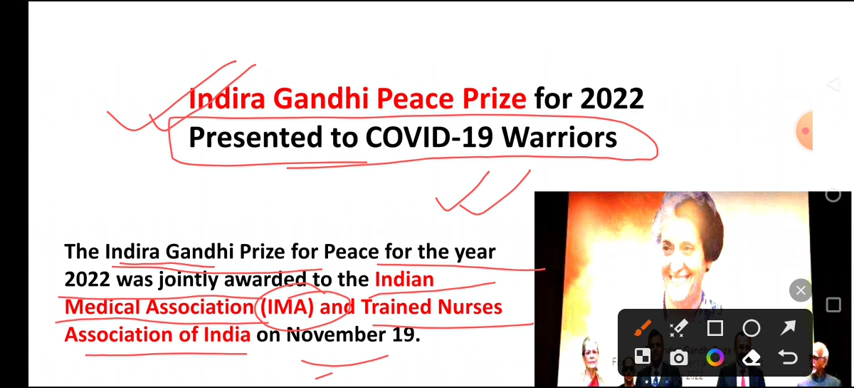 Indira Gandhi Peace Prize for 2022
Presented to COVID-19 Warriors
The Indira Gandhi Prize for Peace for the year
2022 was jointly awarded to the Indian
Medical Association (IMA) and Trained Nurses
Association of India on November 19.
2022